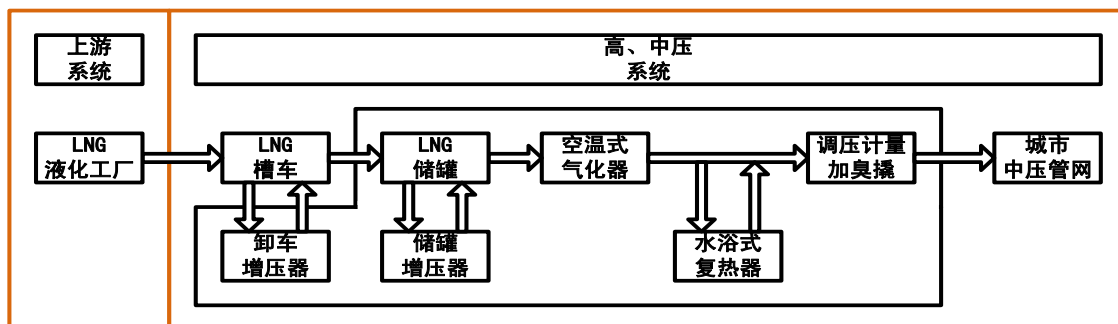 上游
系统
高、中压
系统
LNG
液化工厂
LNG
槽车
LNG
储罐
空温式
气化器
调压计量
加臭撬
城市
中压管网
卸车
增压器
储罐
增压器
水浴式
复热器